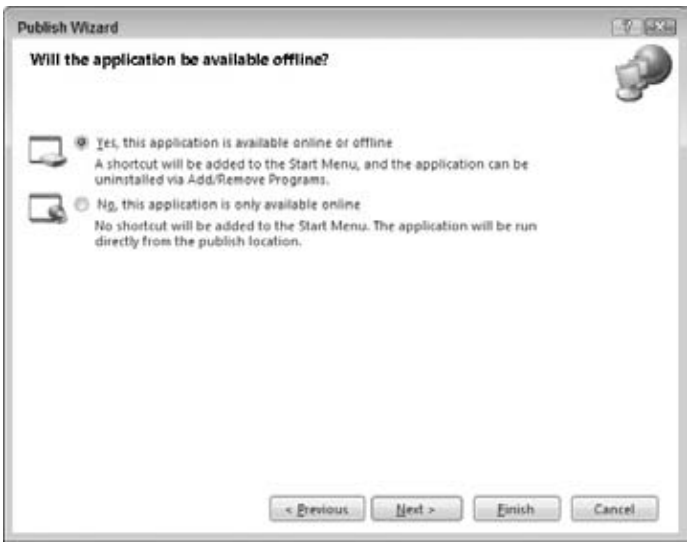 Publish Wizard
Will the application be available offline?
Yes, this application is available online or offline
A shortcut will be added to the Start Menu, and the application can be
uninstalled via Add/Remove Programs.
No, this application is only available online
No shortcut will be added to the Start Menu. The application will be run
directly from the publish location.
< Previous
Next >
Finish
Cancel